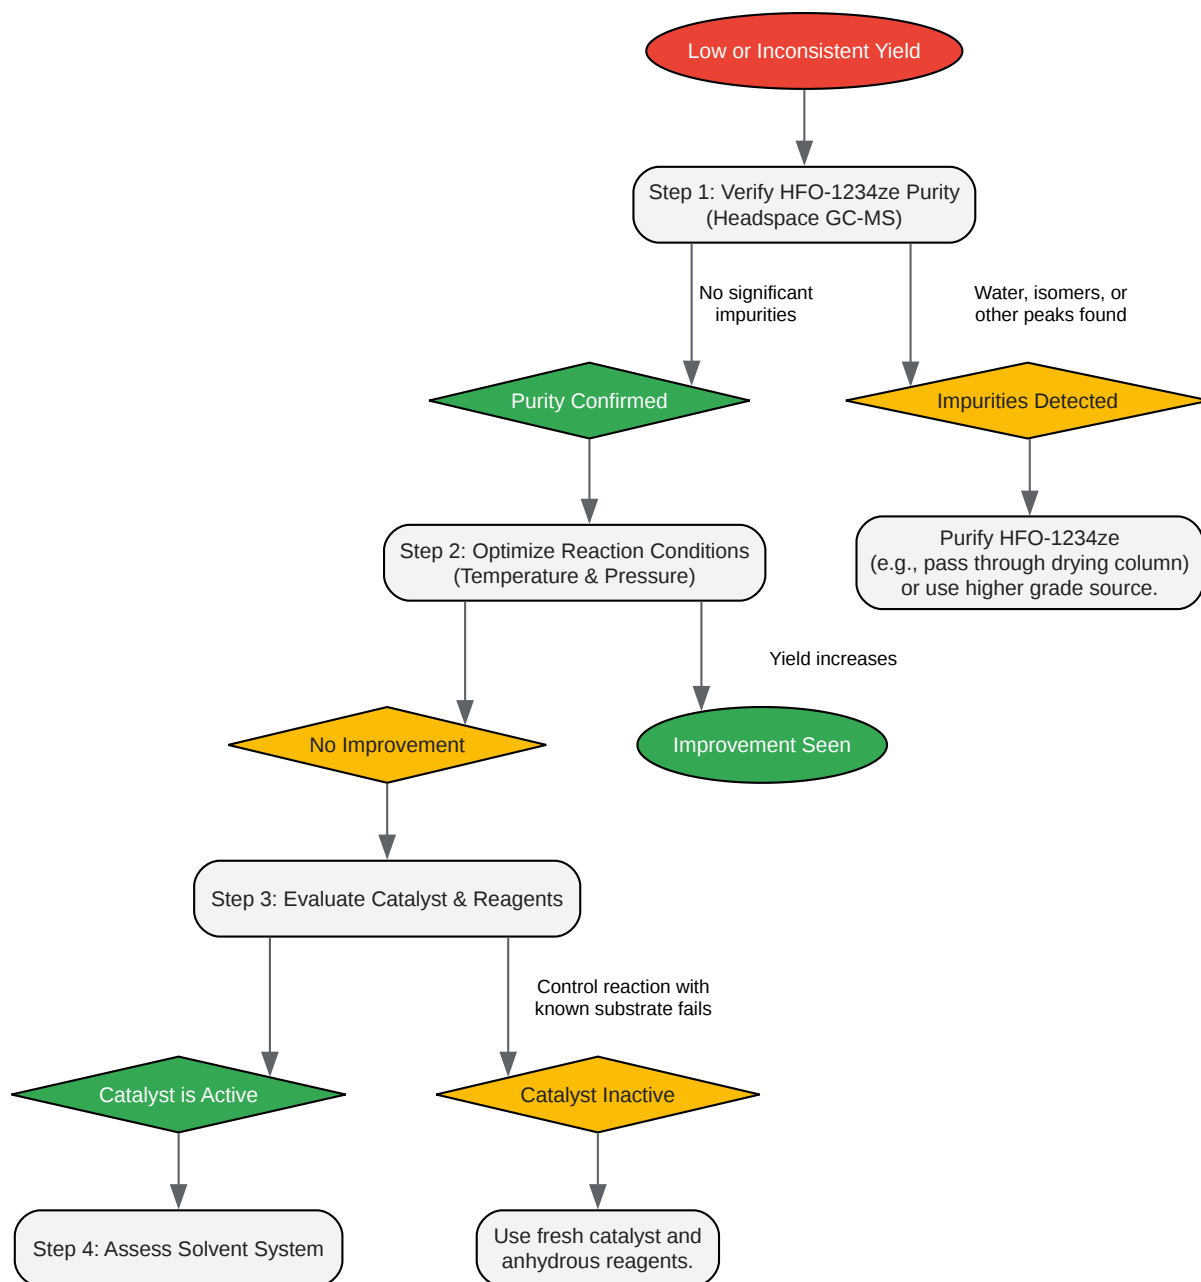 Low or Inconsistent Yield
Step 1: Verify HFO-1234ze Purity
(Headspace GC-MS)
No significant
impurities
Water, isomers, or
other peaks found
Purity Confirmed
Impurities Detected
Step 2: Optimize Reaction Conditions
(Temperature & Pressure)
Purify HFO-1234ze
(e.g., pass through drying column)
or use higher grade source.
Yield increases
No Improvement
Improvement Seen
Step 3: Evaluate Catalyst & Reagents
Control reaction with
known substrate fails
Catalyst is Active
Catalyst Inactive
Step 4: Assess Solvent System
Use fresh catalyst and
anhydrous reagents.